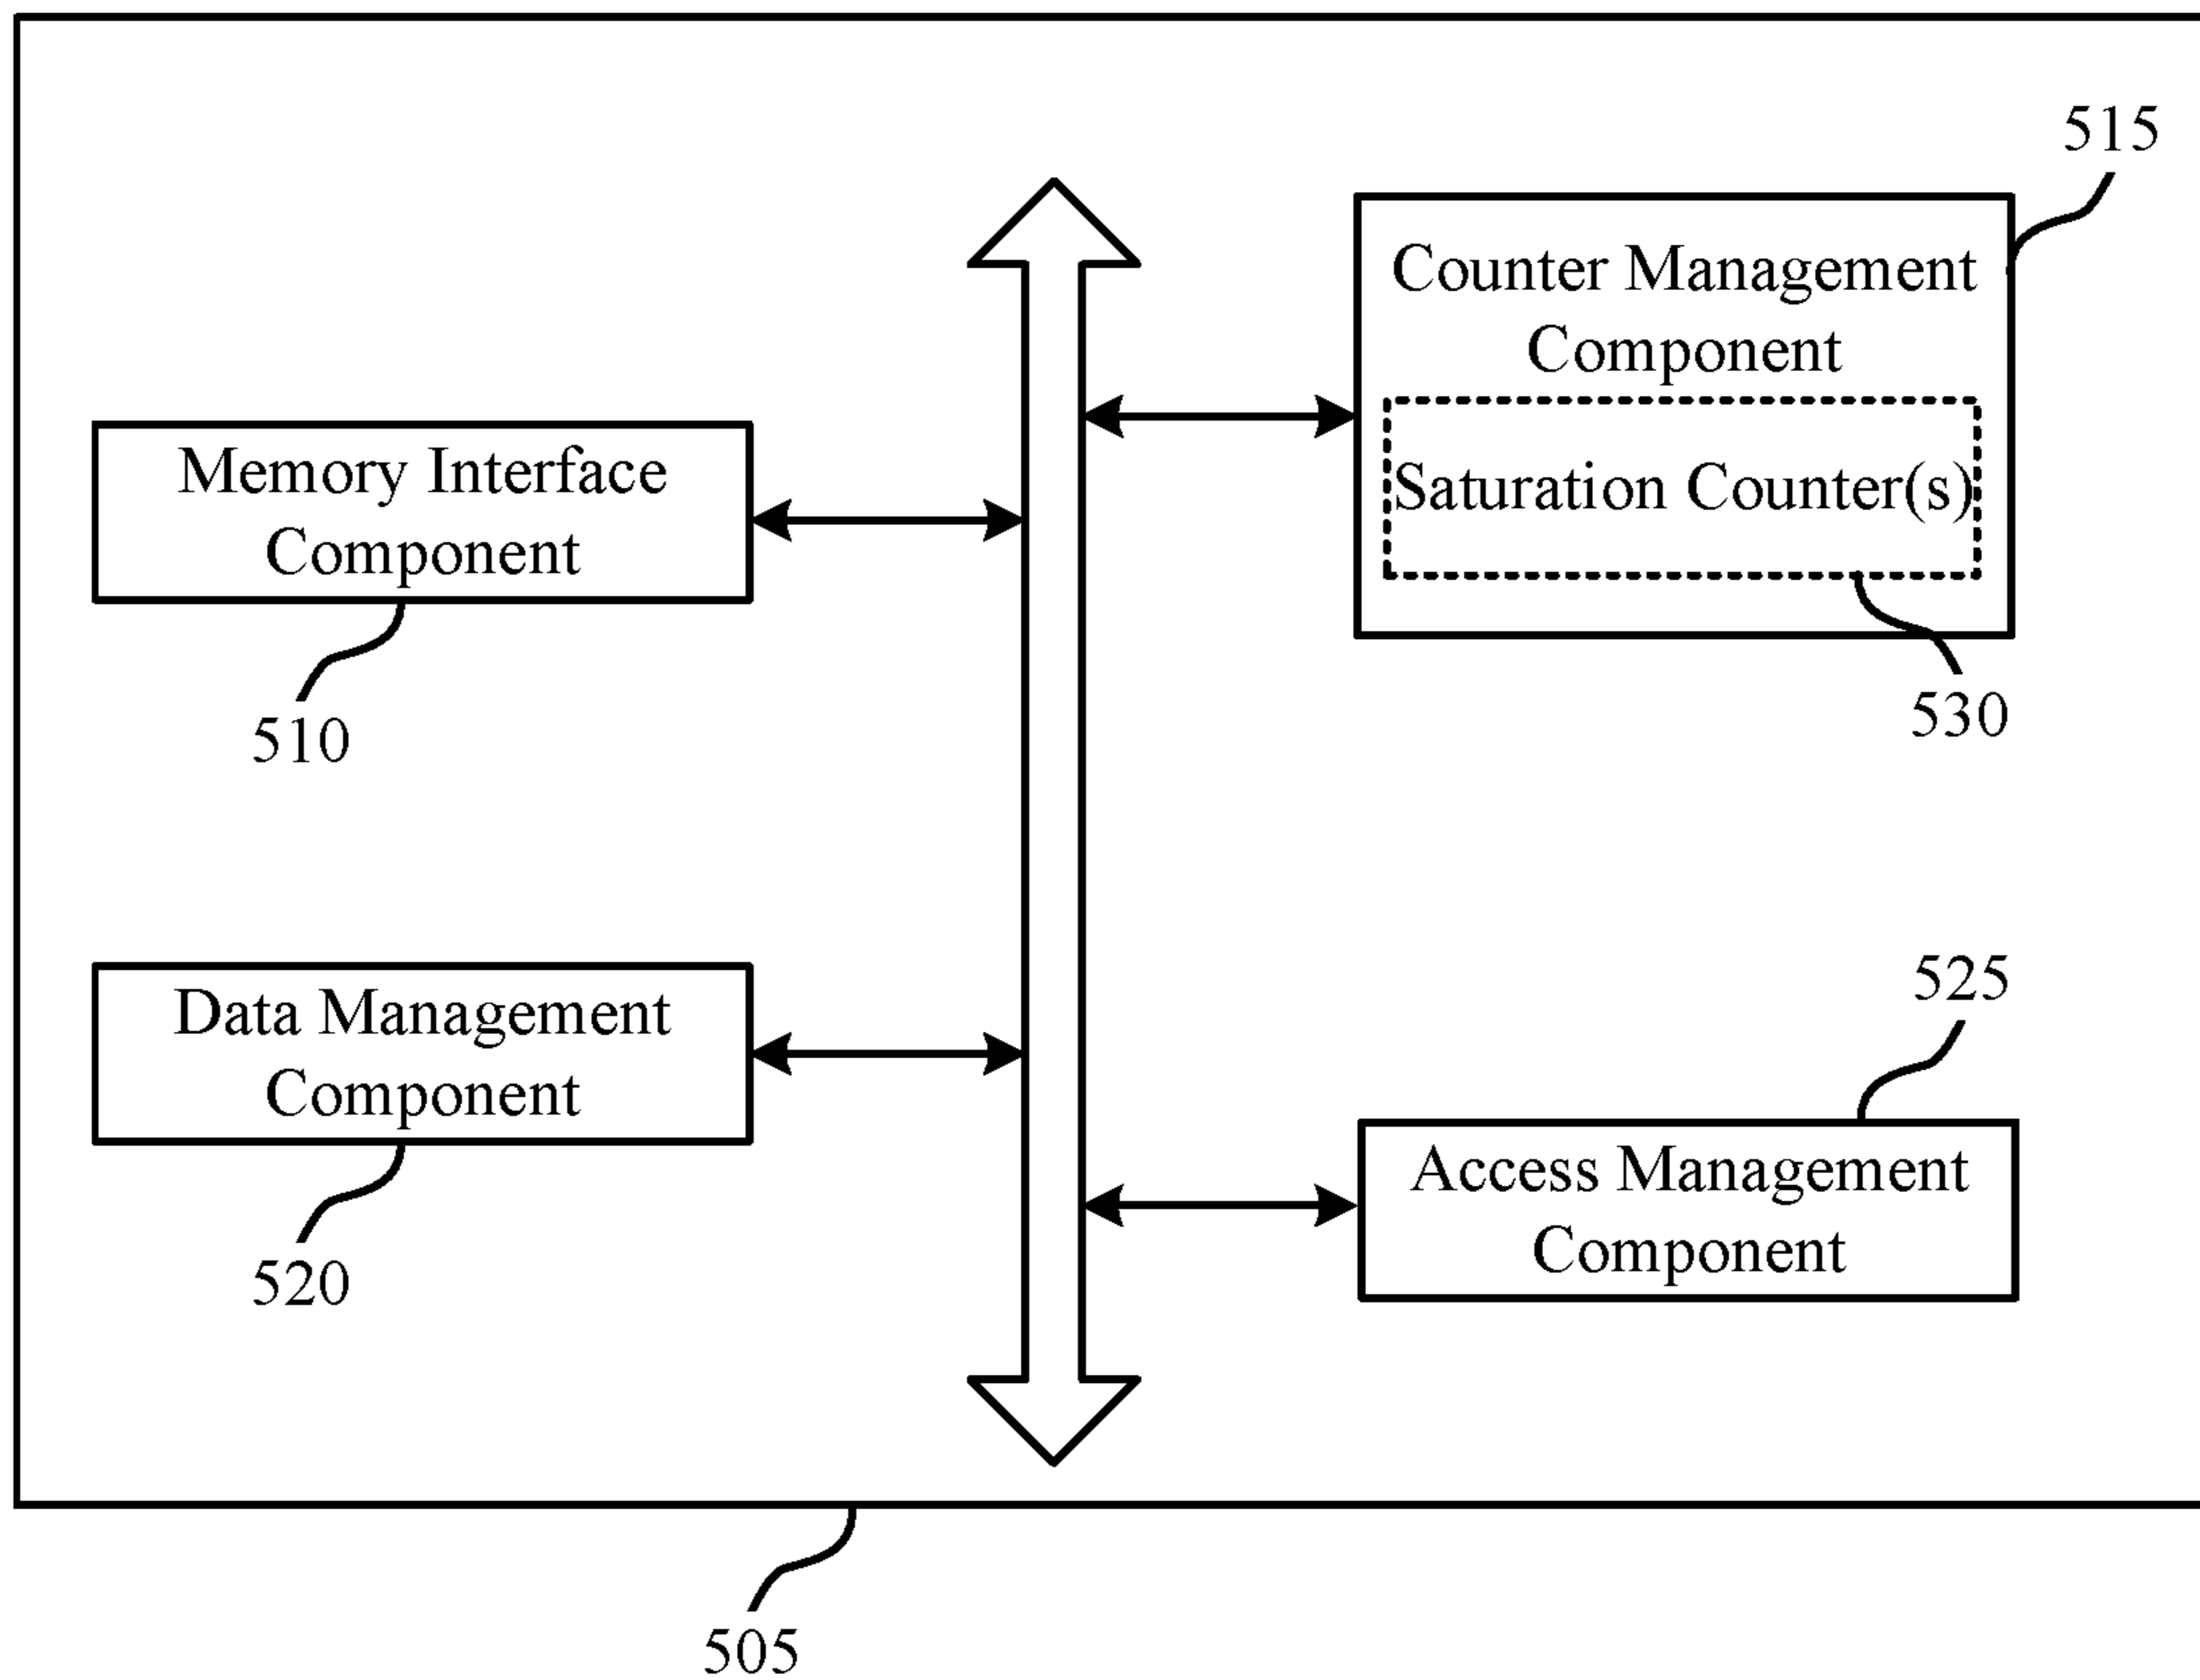 515
Counter Management
Component
Saturation Counter(s)
530
Memory Interface
Component
510
Data Management
Component
520
525
Access Management
Component
505